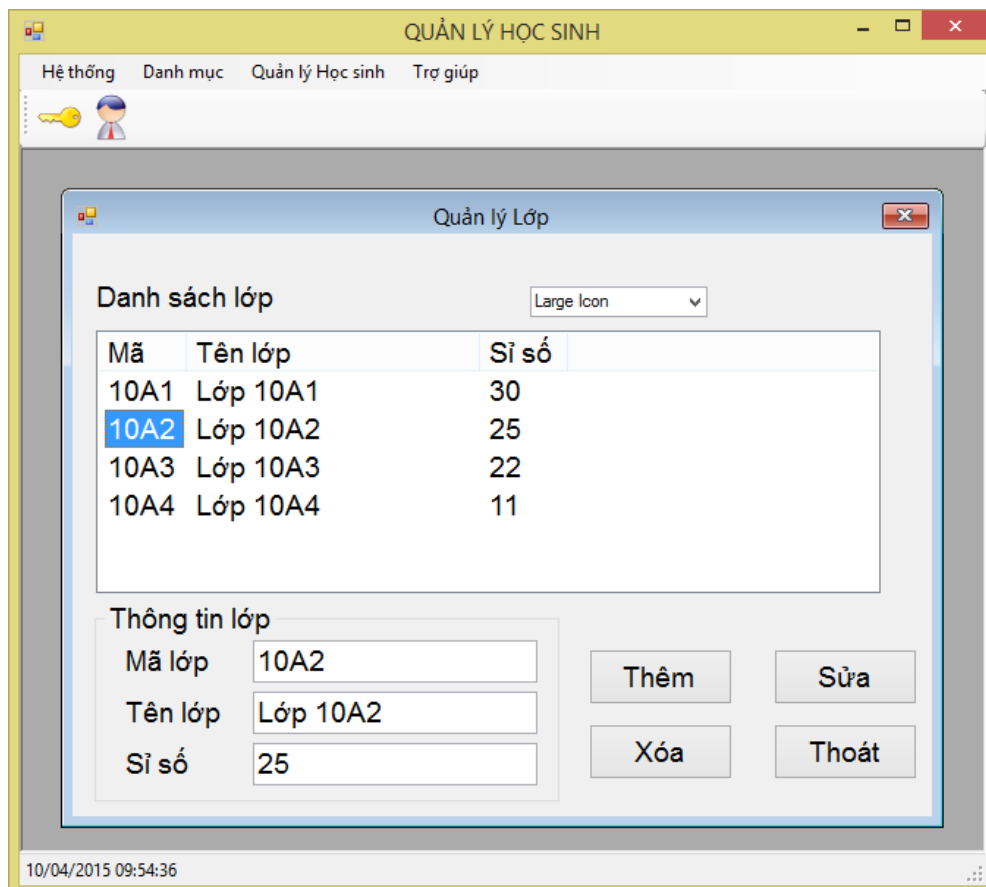 QUẢN LÝ HỌC SINH
Hệ thống Danh mục Quản lý Học sinh Trợ giúp
Quản lý Lớp
Danh sách lớp Large Icon
Mã Tên lớp Sỉ số
10A1 Lớp 10A1 30
10A2 Lớp 10A2 25
10A3 Lớp 10A3 22
10A4 Lớp 10A4 11
Thông tin lớp
Mã lớp 10A2
Thêm Sửa
Tên lớp Lớp 10A2
Sỉ số 25
Xóa Thoát
10/04/2015 09:54:36